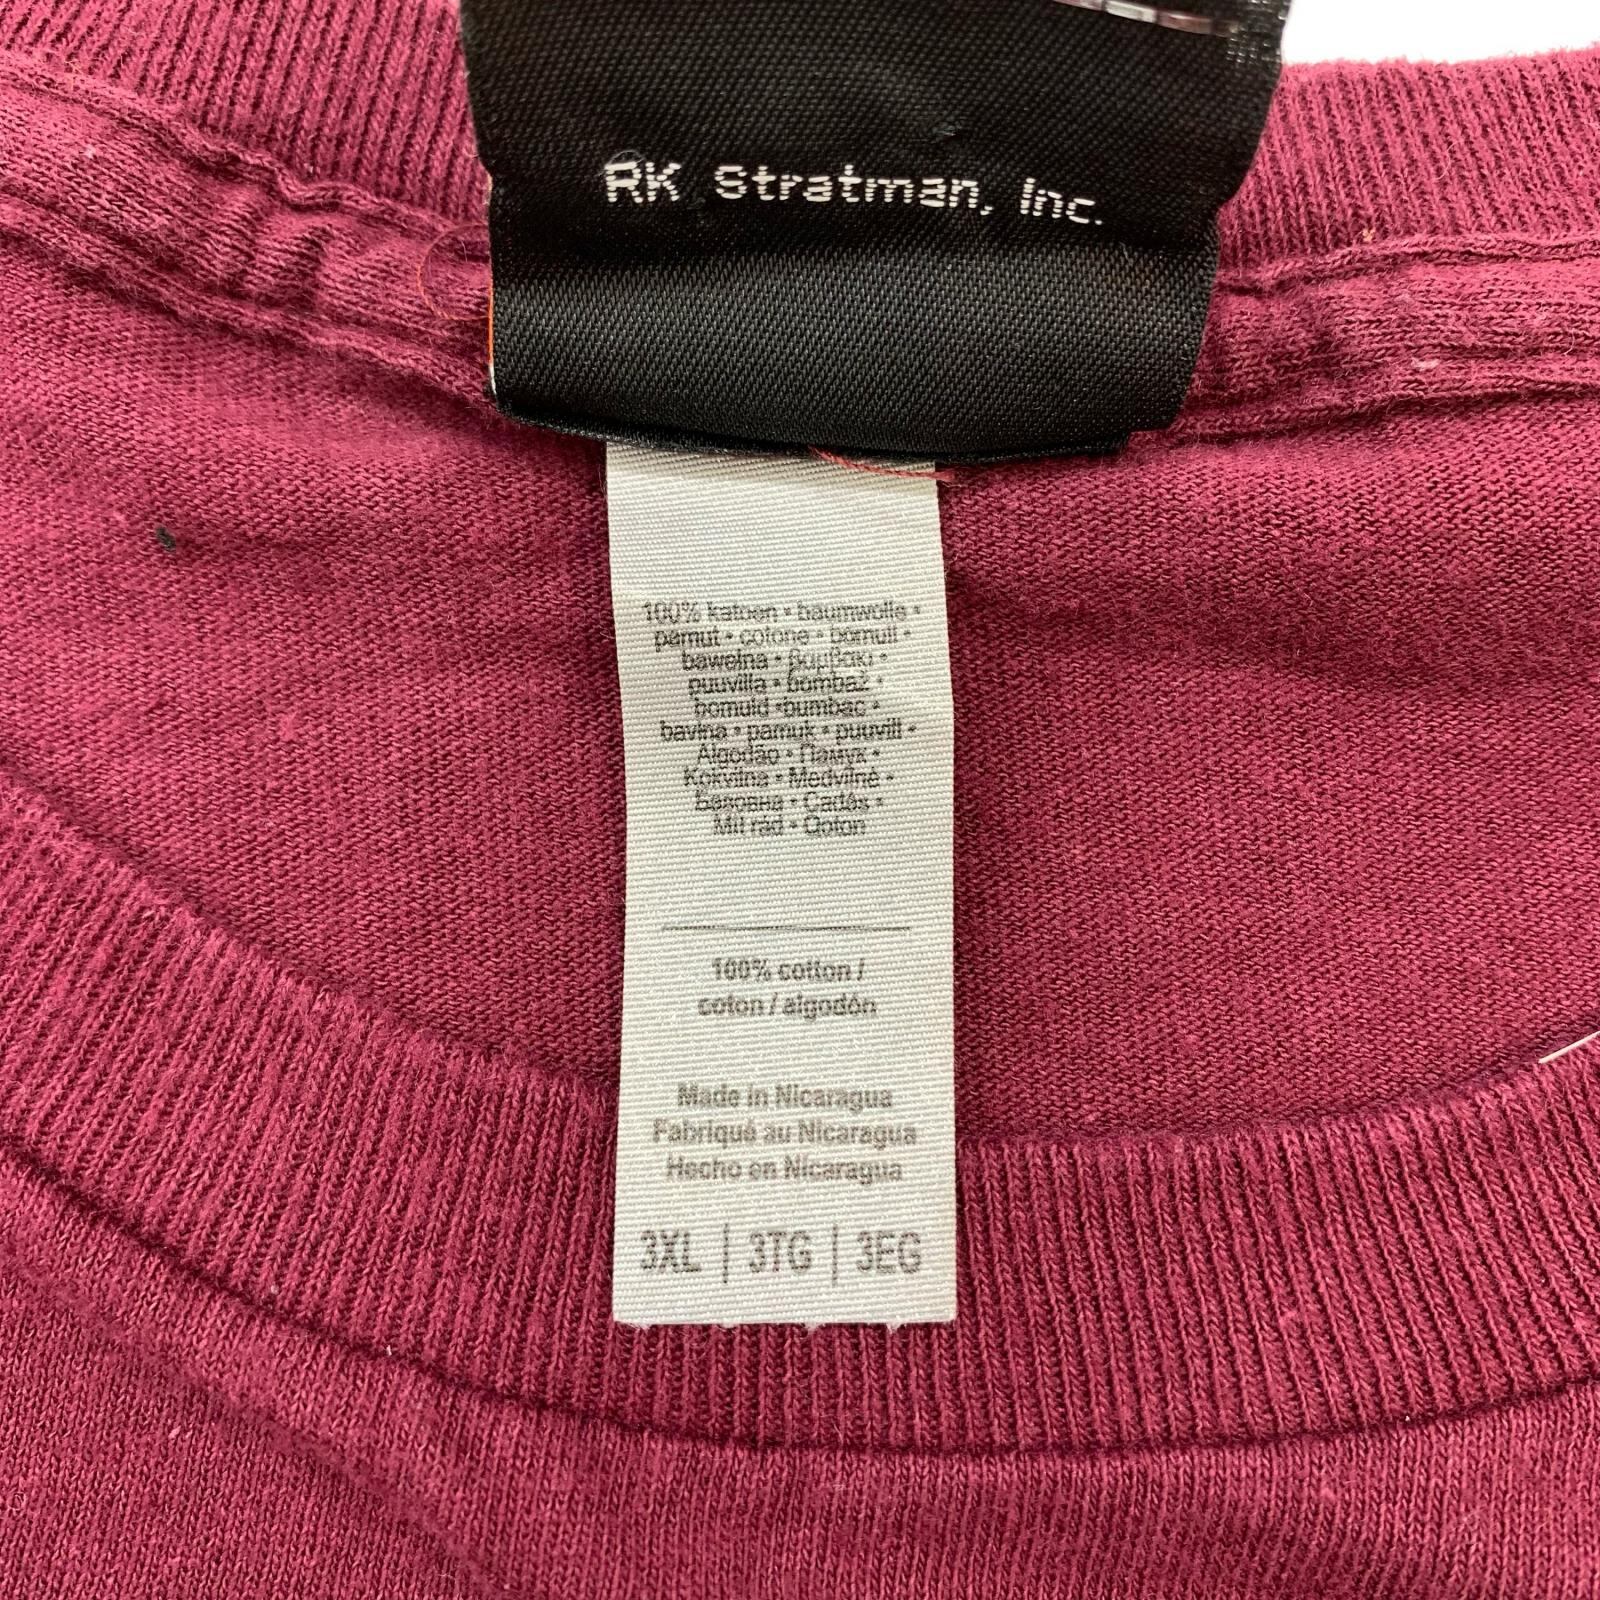 RK Stratman, Inc.
100% katoen • baumwolle •
pamut • cotone • bomull •
bawełna • βαμβάκι •
puuvilla • bombaž •
bomuld •bumbac •
bavlna • pamuk • puuvill •
Algodão • Памук •
Kokvilna • Medvilnė •
Бавовна • Cadás •
Mit rad • Qoton
100% cotton /
coton / algodón
Made in Nicaragua
Fabriqué au Nicaragua
Hecho en Nicaragua
3XL | 3TG | 3EG